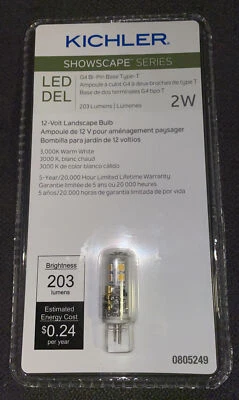 KICHLER®
SHOWSCAPE™ SERIES
LED
DEL
G4 Bi-Pin Base Type-T
Ampoule à culot G4 à deux broches de type T
Base de dos terminales G4 tipo T
203 Lumens | Lúmenes
2W
12-Volt Landscape Bulb
Ampoule de 12 V pour aménagement paysager
Bombilla para jardín de 12 voltios
3,000K Warm White
3000 K, blanc chaud
3000 K de color blanco cálido
5-Year/20,000 Hour Limited Lifetime Warranty
Garantie limitée de 5 ans ou 20 000 heures
5 años/20.000 horas de garantía limitada de por vida
Brightness
203
lumens
Estimated
Energy Cost
$0.24
per year
0805249